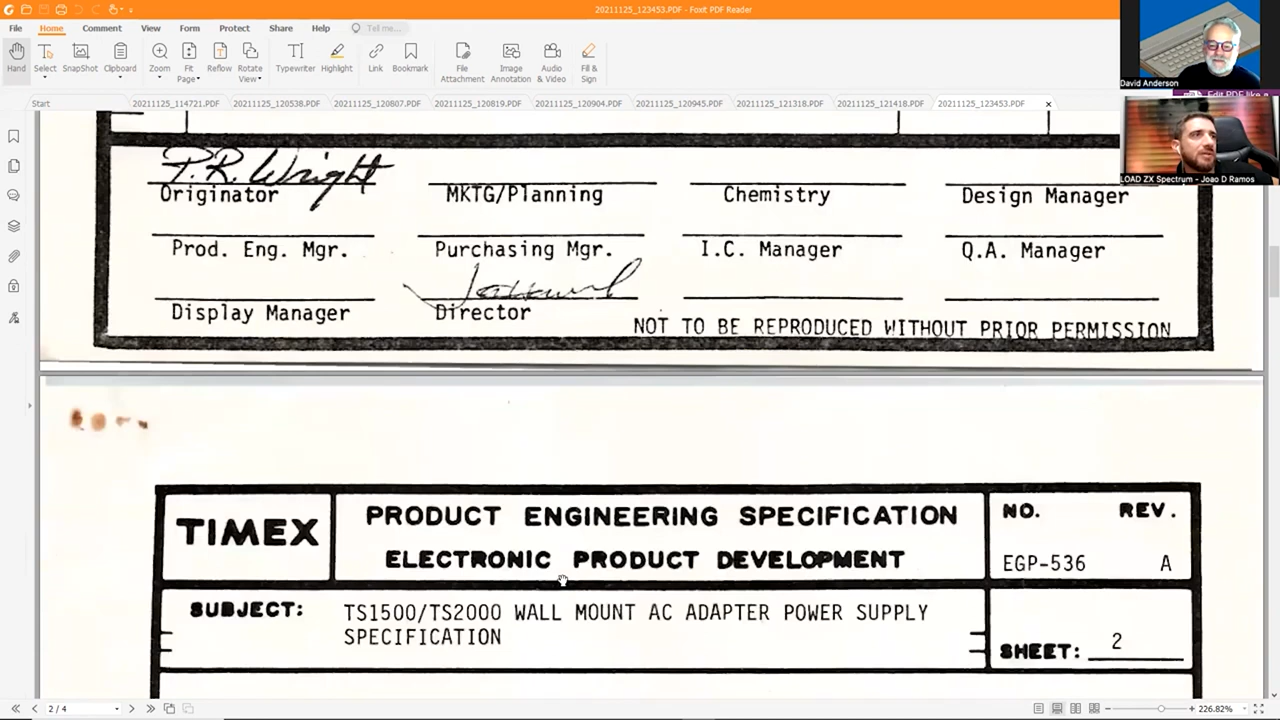 20211125_123453.PDF - Foxit PDF Reader
File Home Comment View Form Protect Share Help Tell me...
Hand Select SnapShot Clipboard Zoom Fit Page Reflow Rotate View Typewriter Highlight Link Bookmark File Attachment Image Annotation Audio & Video Fill & Sign
David Anderson
Edit PDF like a
Start 20211125_114721.PDF 20211125_120538.PDF 20211125_120807.PDF 20211125_120819.PDF 20211125_120904.PDF 20211125_120945.PDF 20211125_121318.PDF 20211125_121418.PDF 20211125_123453.PDF
LOAD ZX Spectrum - Joao D Ramos
P.R. Wright
Originator MKTG/Planning Chemistry Design Manager
Prod. Eng. Mgr. Purchasing Mgr. I.C. Manager Q.A. Manager
Display Manager Director
NOT TO BE REPRODUCED WITHOUT PRIOR PERMISSION
TIMEX PRODUCT ENGINEERING SPECIFICATION NO. REV.
ELECTRONIC PRODUCT DEVELOPMENT EGP-536 A
SUBJECT: TS1500/TS2000 WALL MOUNT AC ADAPTER POWER SUPPLY
SPECIFICATION
SHEET: 2
2 / 4 226.82%